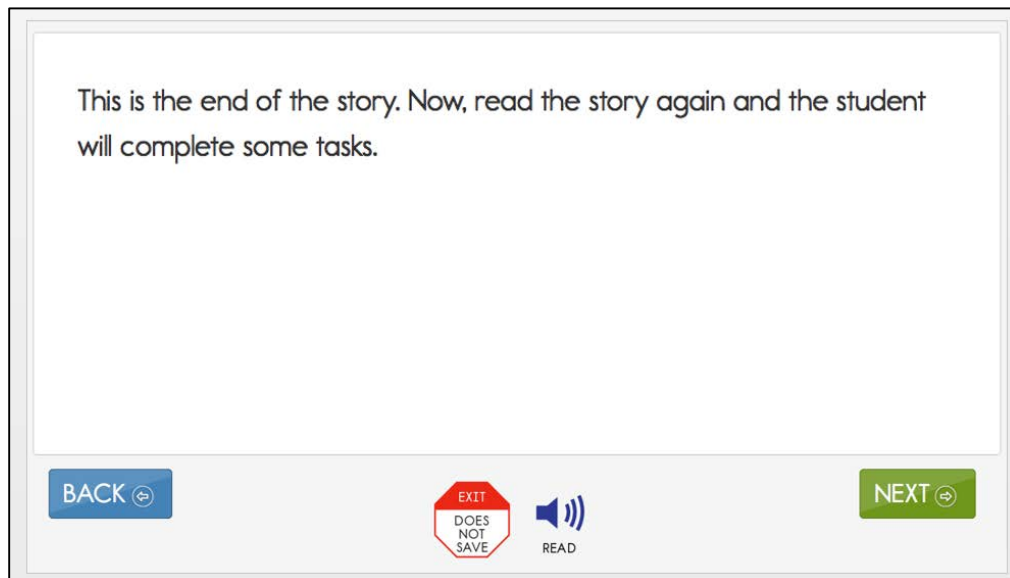 This is the end of the story. Now, read the story again and the student
will complete some tasks.
BACK
EXIT
DOES
NOT
SAVE
READ
NEXT